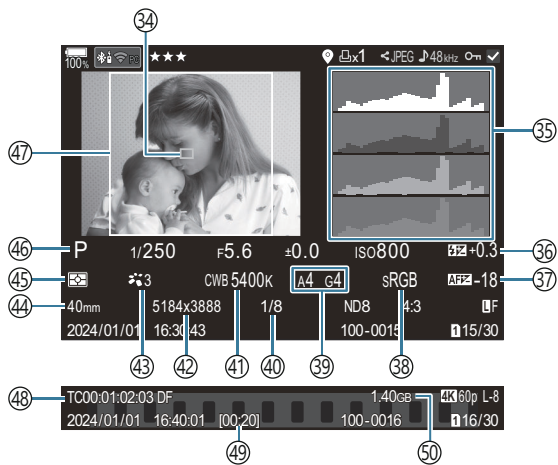 34
100% PC ★★★ x1 JPEG 48kHz
35
47
46 P 1/250 F5.6 ±0.0 ISO800 +0.3 36
45 3 CWB 5400K A4 G4 sRGB AF -18 37
44 40mm 5184x3888 1/8 ND8 4:3 LF
2024/01/01 16:30:43 100-0015 1 15/30
43 42 41 40 39 38
48 TC00:01:02:03 DF 1.40GB 4K 60p L-8
2024/01/01 16:40:01 [00:20] 100-0016 1 16/30
49 50